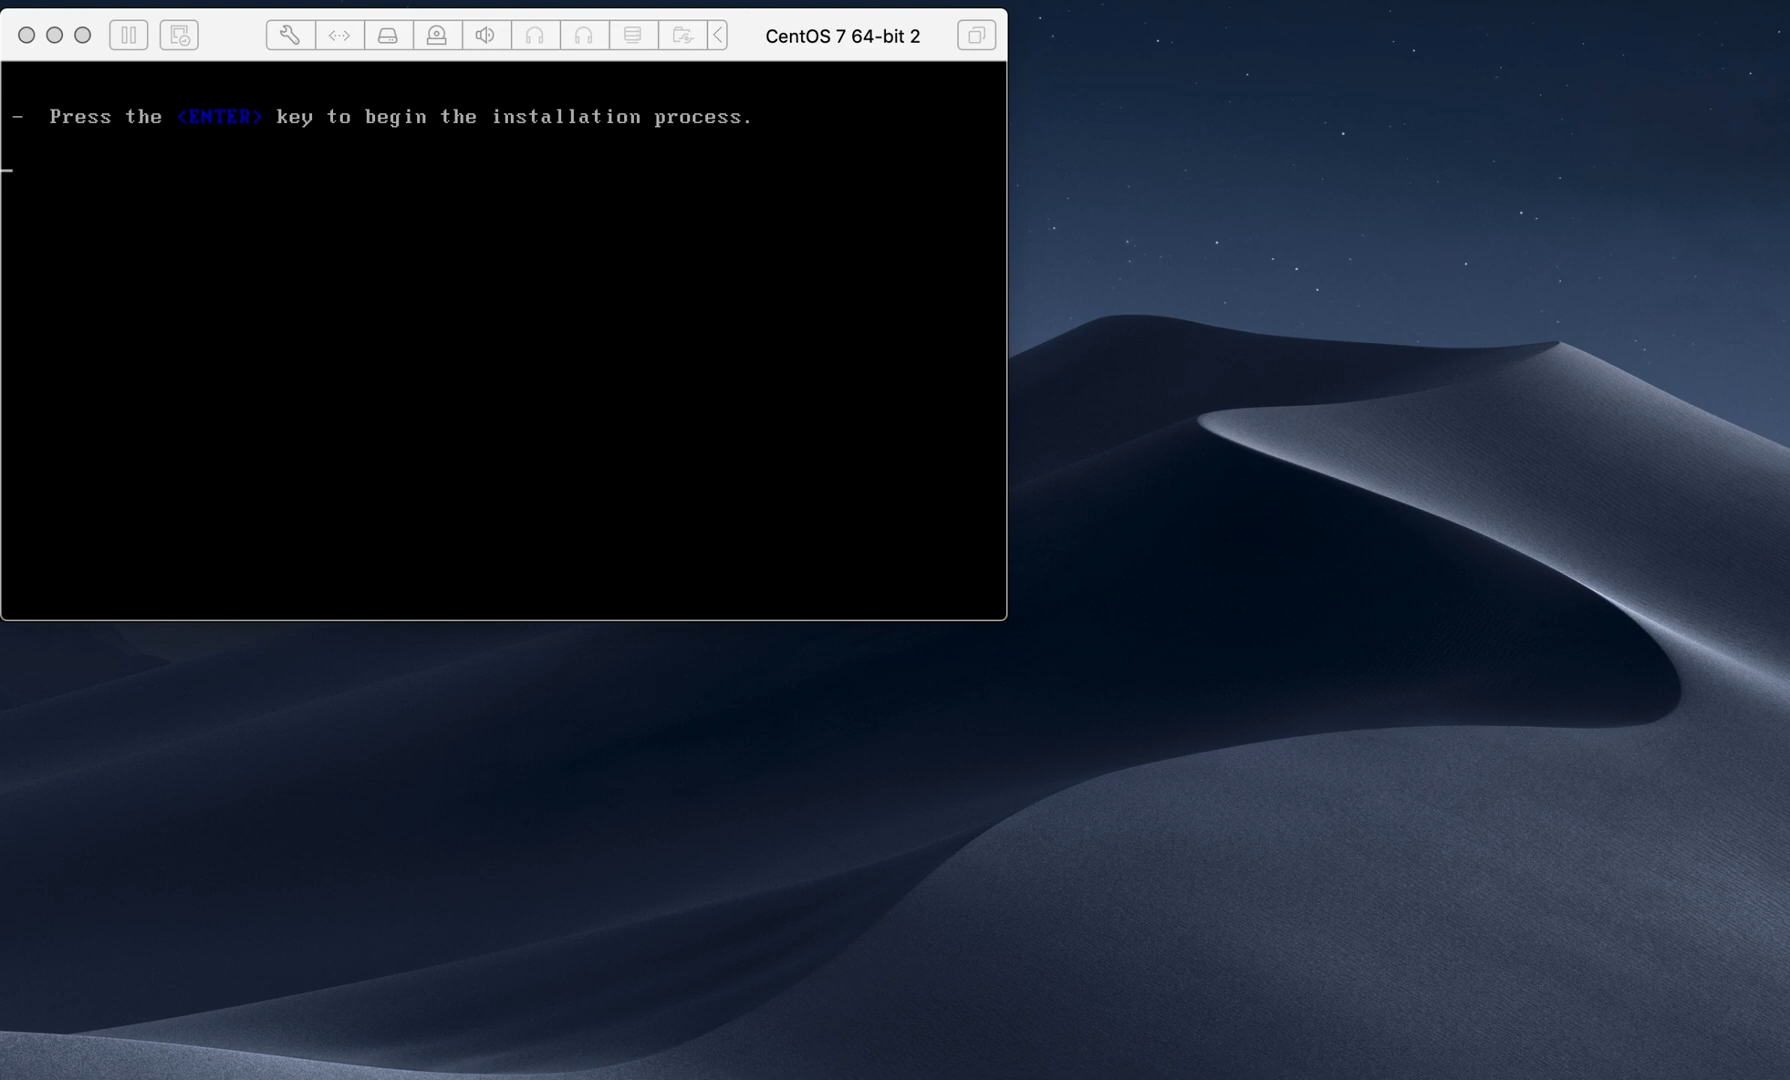 CentOS 7 64-bit 2
- Press the <ENTER> key to begin the installation process.